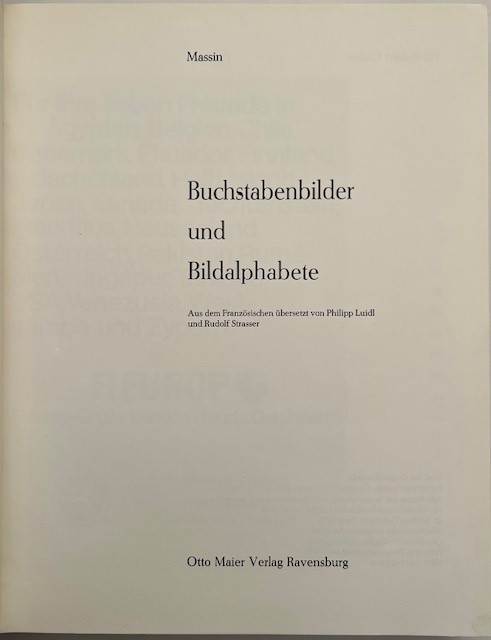 Massin
Buchstabenbilder
und
Bildalphabete
Aus dem Französischen übersetzt von Philipp Luidl
und Rudolf Strasser
Otto Maier Verlag Ravensburg